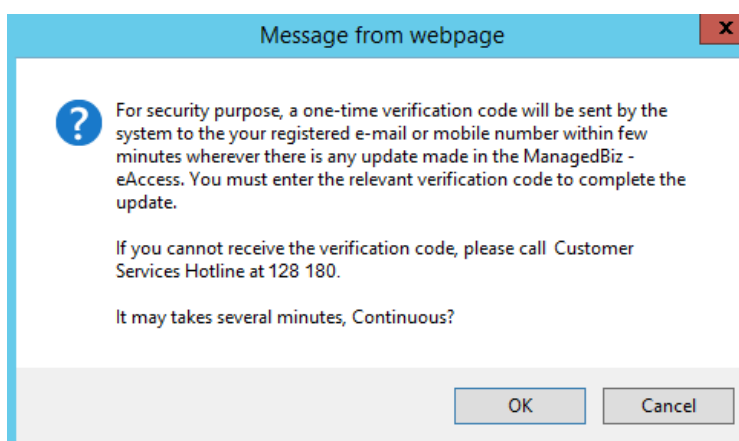 Message from webpage
x
?
For security purpose, a one-time verification code will be sent by the
system to the your registered e-mail or mobile number within few
minutes wherever there is any update made in the ManagedBiz -
eAccess. You must enter the relevant verification code to complete the
update.
If you cannot receive the verification code, please call Customer
Services Hotline at 128 180.
It may takes several minutes, Continuous?
OK
Cancel